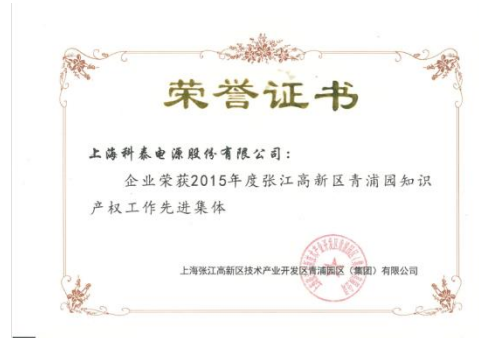 荣誉证书
上海科泰电源股份有限公司：
企业荣获2015年度张江高新区青浦园知识
产权工作先进集体
上海张江高新区技术产业开发区青浦园区（集团）有限公司